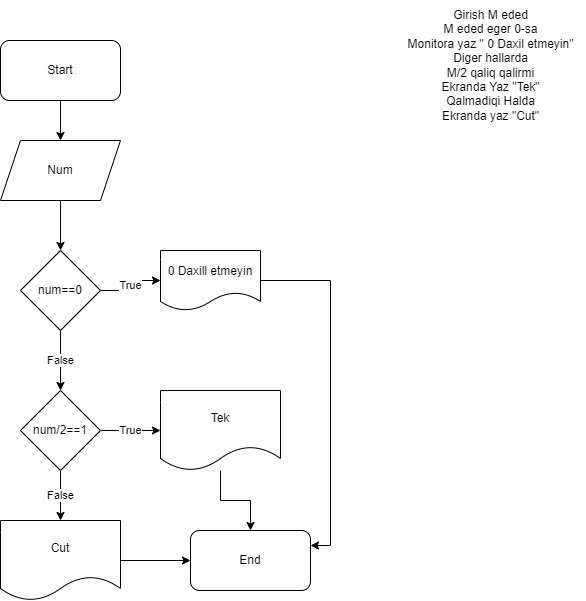 Girish M eded
M eded eger 0-sa
Monitora yaz " 0 Daxil etmeyin"
Diger hallarda
M/2 qaliq qalirmi
Ekranda Yaz "Tek"
Qalmadiqi Halda
Ekranda yaz "Cut"
Start
Num
num==0
True
0 Daxill etmeyin
False
num/2==1
True
Tek
False
Cut
End